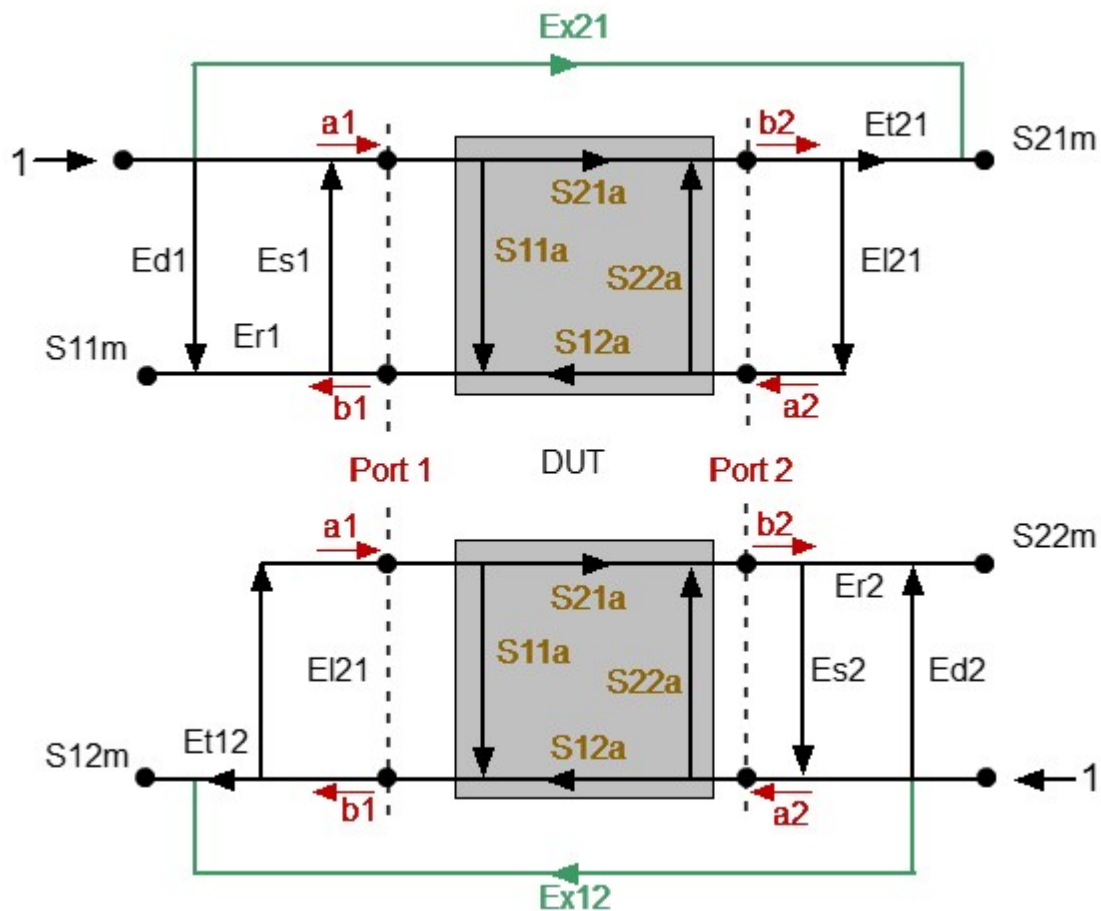 Ex21
a1
b2
Et21
S21m
1
S21a
Ed1
Es1
S11a
S22a
El21
Er1
S12a
S11m
b1
a2
Port 1
DUT
Port 2
a1
b2
S22m
S21a
Er2
El21
S11a
S22a
Es2
Ed2
S12m
Et12
S12a
1
b1
a2
Ex12